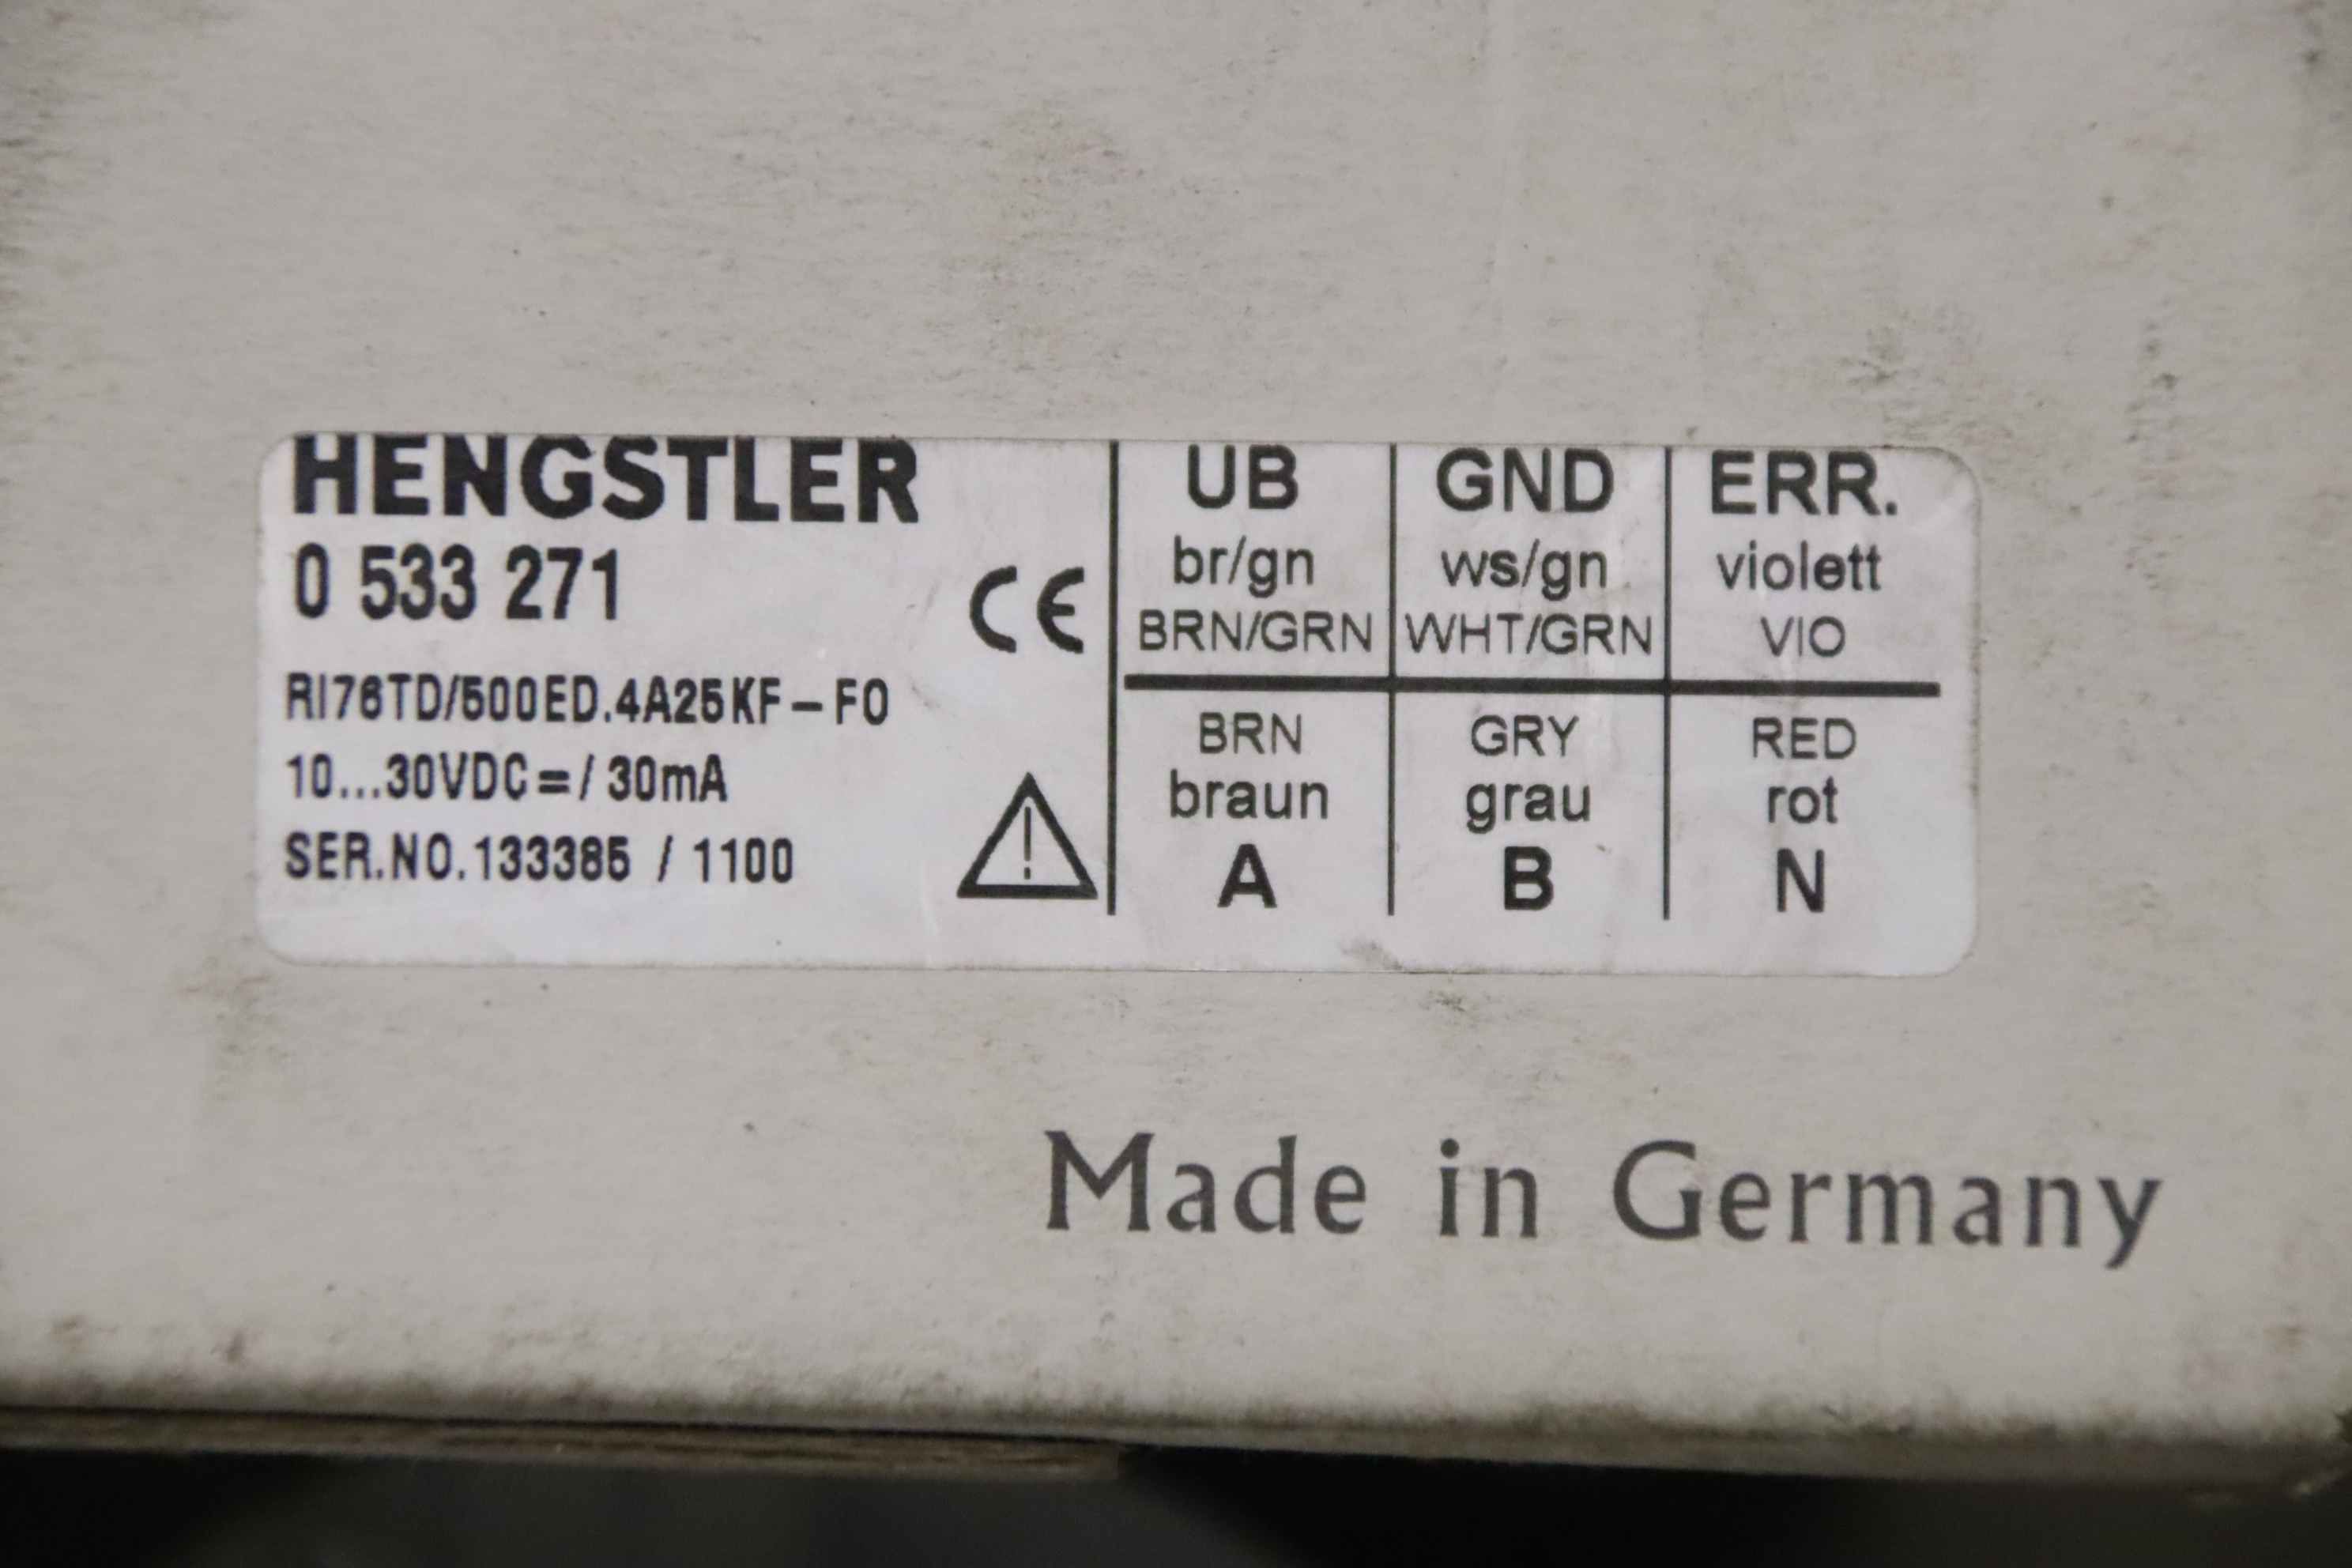 HENGSTLER
0 533 271
RI76TD/500ED.4A25KF-F0
10...30VDC=/30mA
SER.NO.133385 / 1100
CE
UB GND ERR.
br/gn ws/gn violett
BRN/GRN WHT/GRN VIO
BRN GRY RED
braun grau rot
A B N
Made in Germany